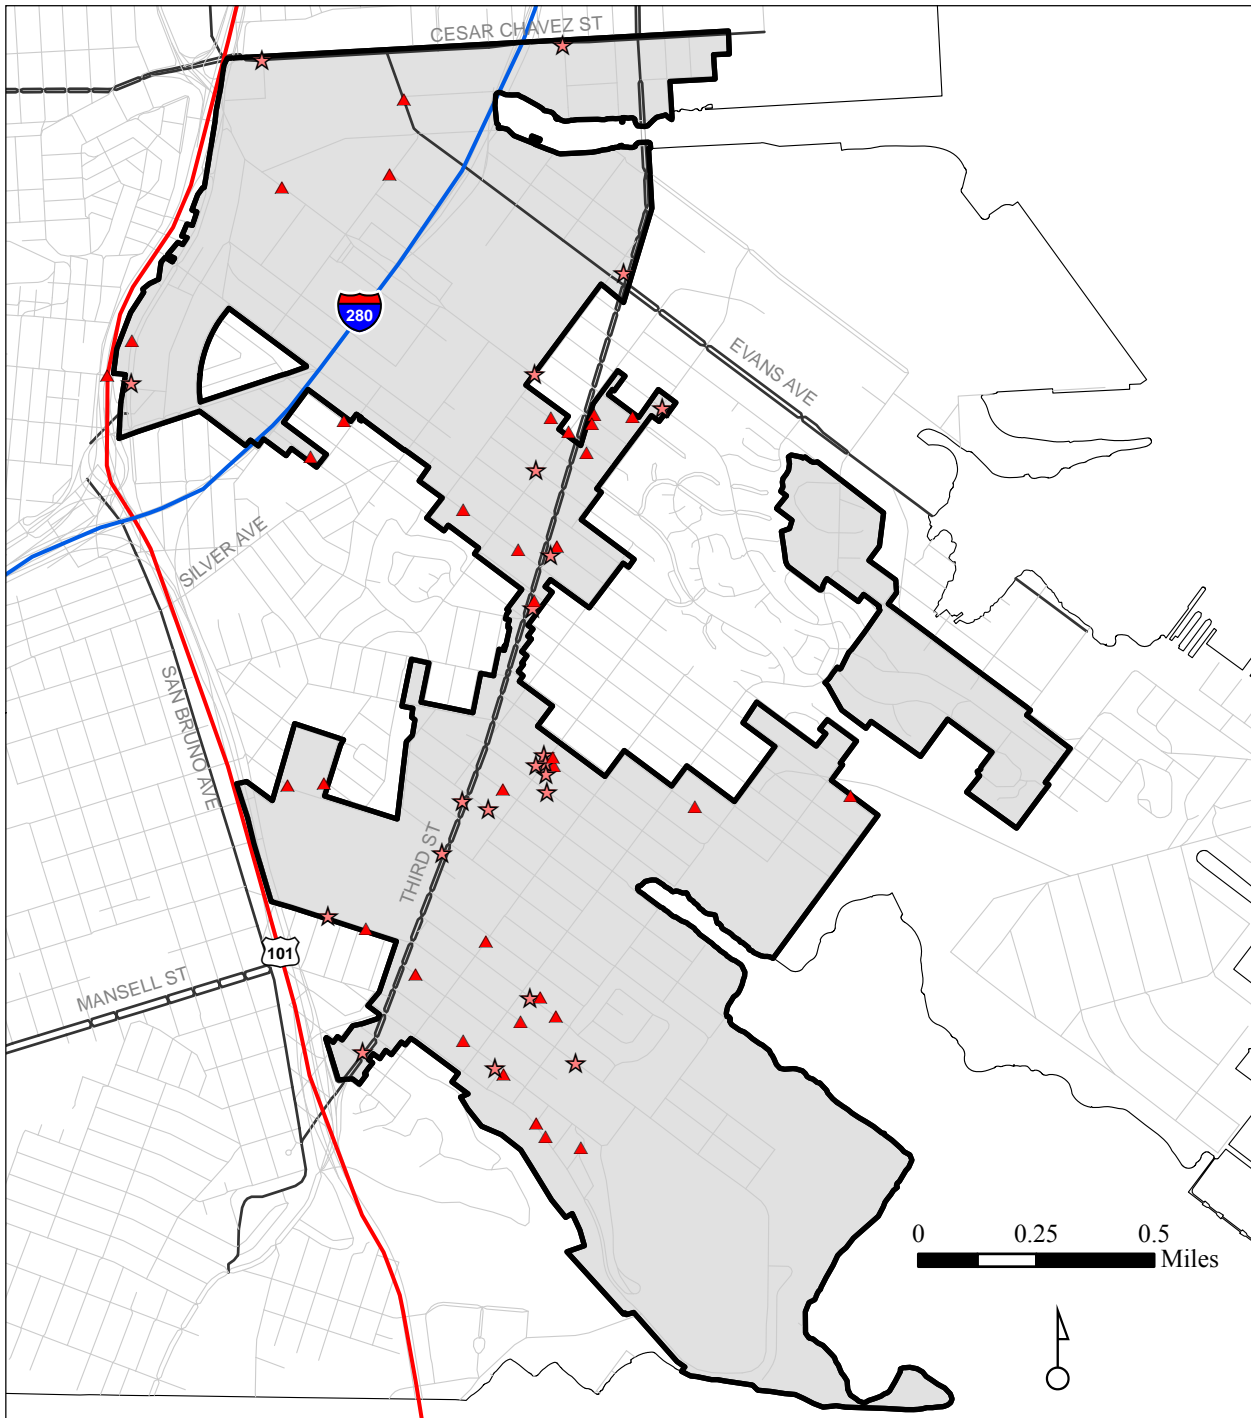 CESAR CHAVEZ ST
280
EVANS AVE
SILVER AVE
SAN BRUNO AVE
THIRD ST
101
MANSELL ST
0 0.25 0.5
Miles